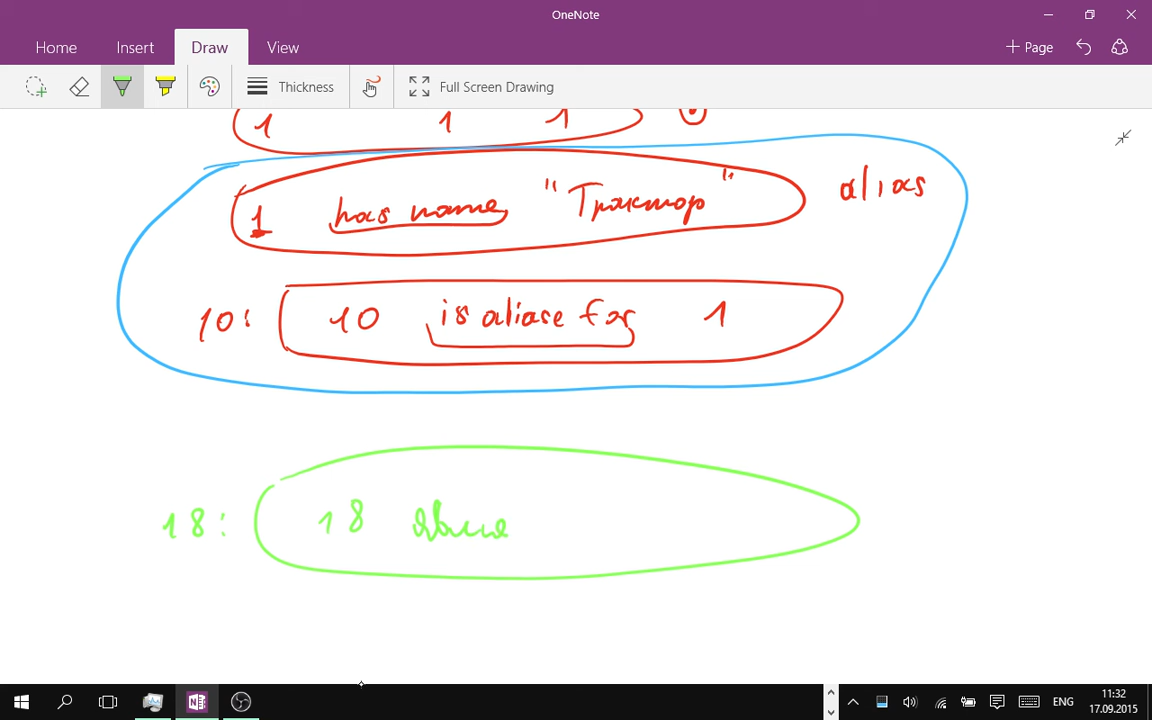 OneNote
Home Insert Draw View
Page
Thickness Full Screen Drawing
1 1 1
1 has name "Трактор" alias
10: 10 is aliase for 1
18: 18 явля
ENG 11:32
17.09.2015